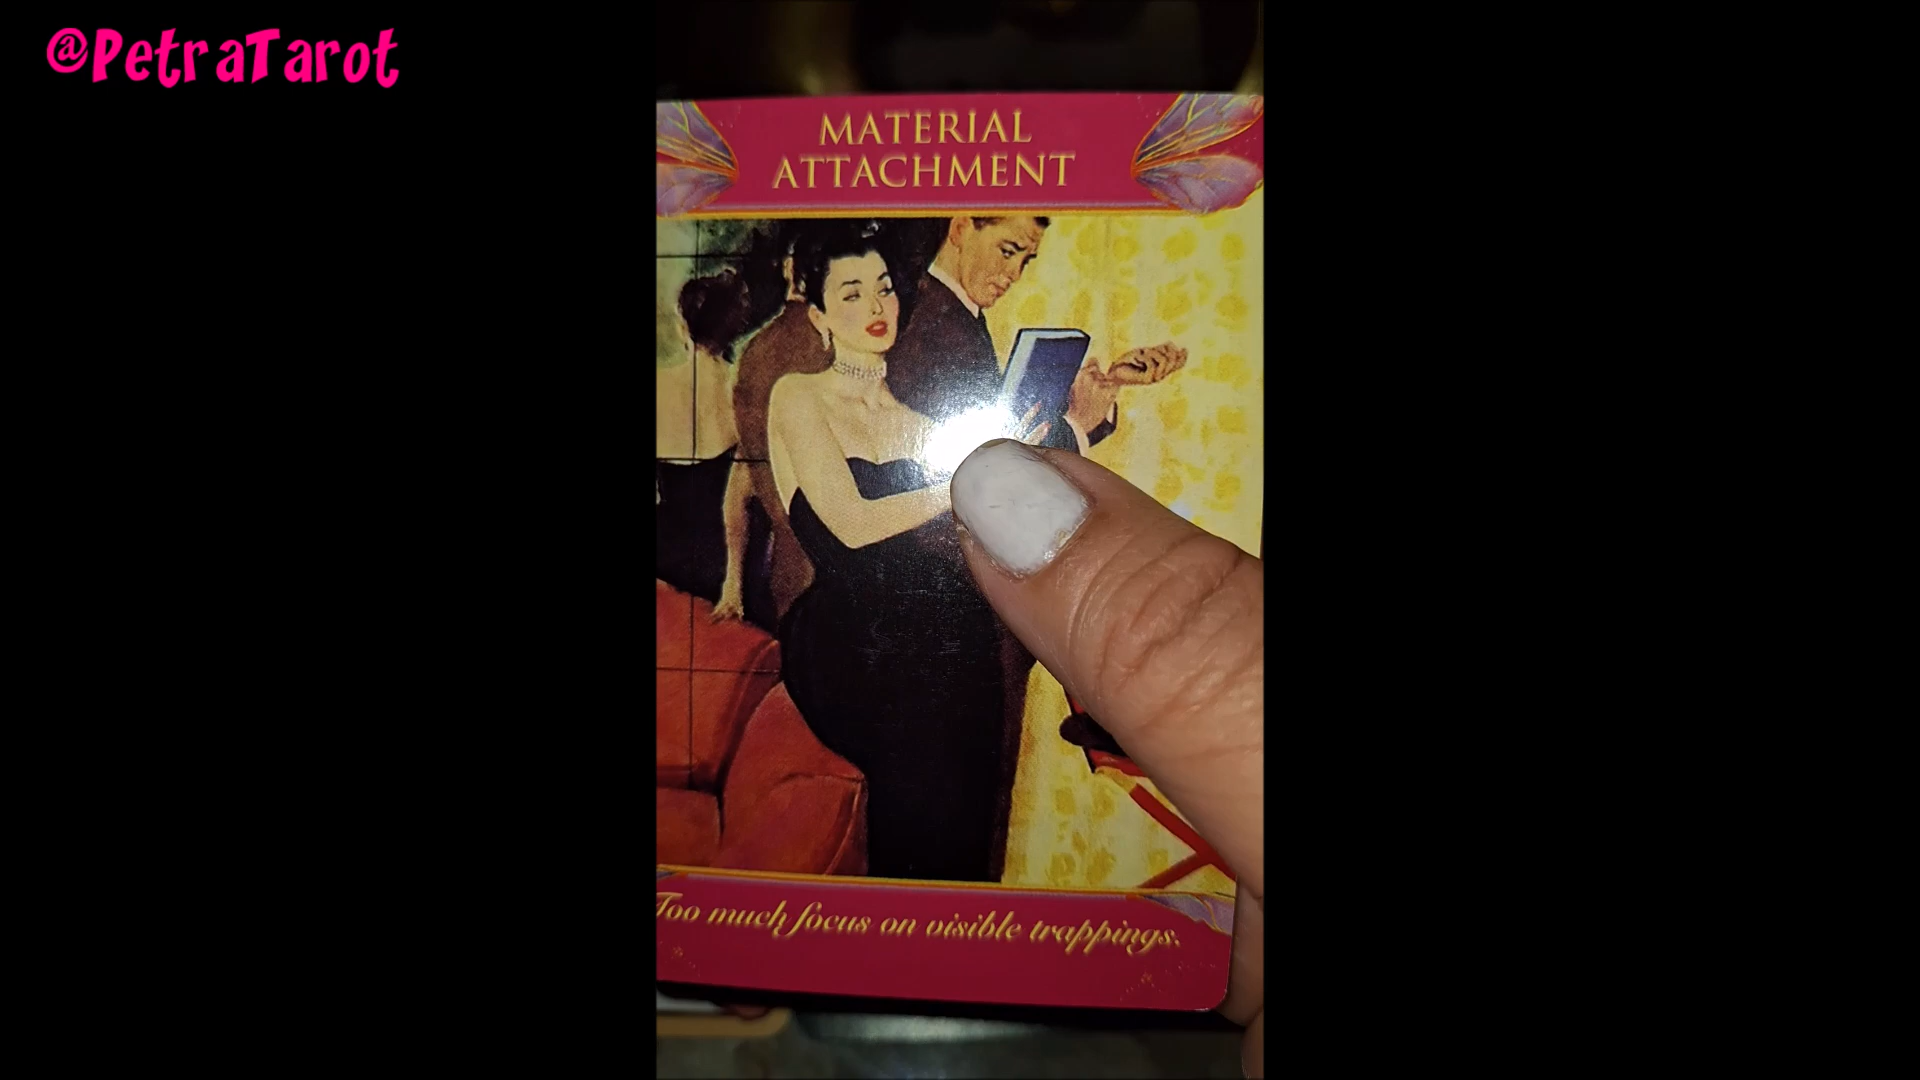 @PetraTarot
MATERIAL
ATTACHMENT
Too much focus on visible trappings.